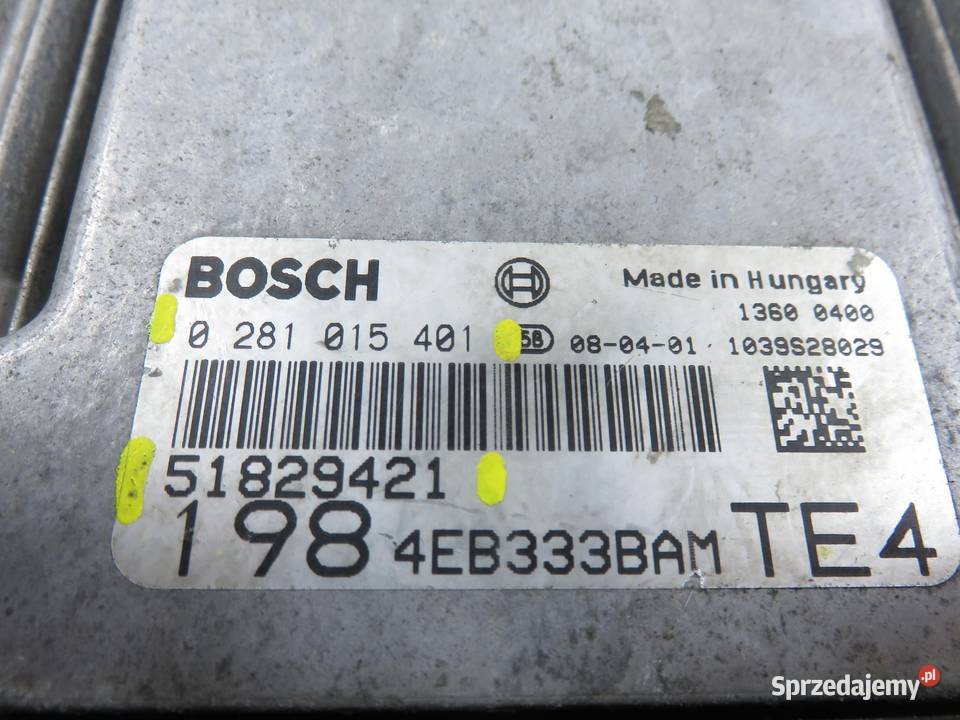 BOSCH Made in Hungary
1360 0400
0 281 015 401 58 08-04-01 1039S28029
51829421
198 4EB333BAM TE4
Sprzedajemy.pl